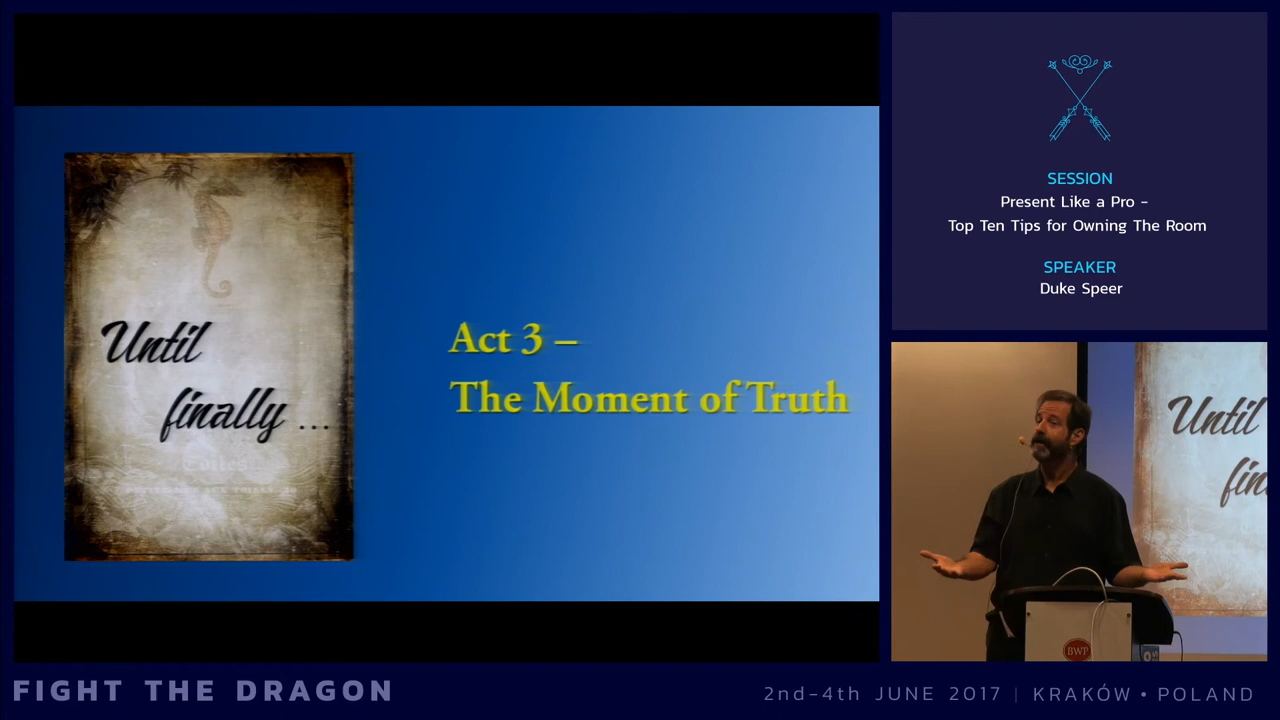 Until
finally ...
Act 3 –
The Moment of Truth
SESSION
Present Like a Pro -
Top Ten Tips for Owning The Room
SPEAKER
Duke Speer
Until
fin
BWP
FIGHT THE DRAGON
2nd-4th JUNE 2017 | KRAKÓW • POLAND